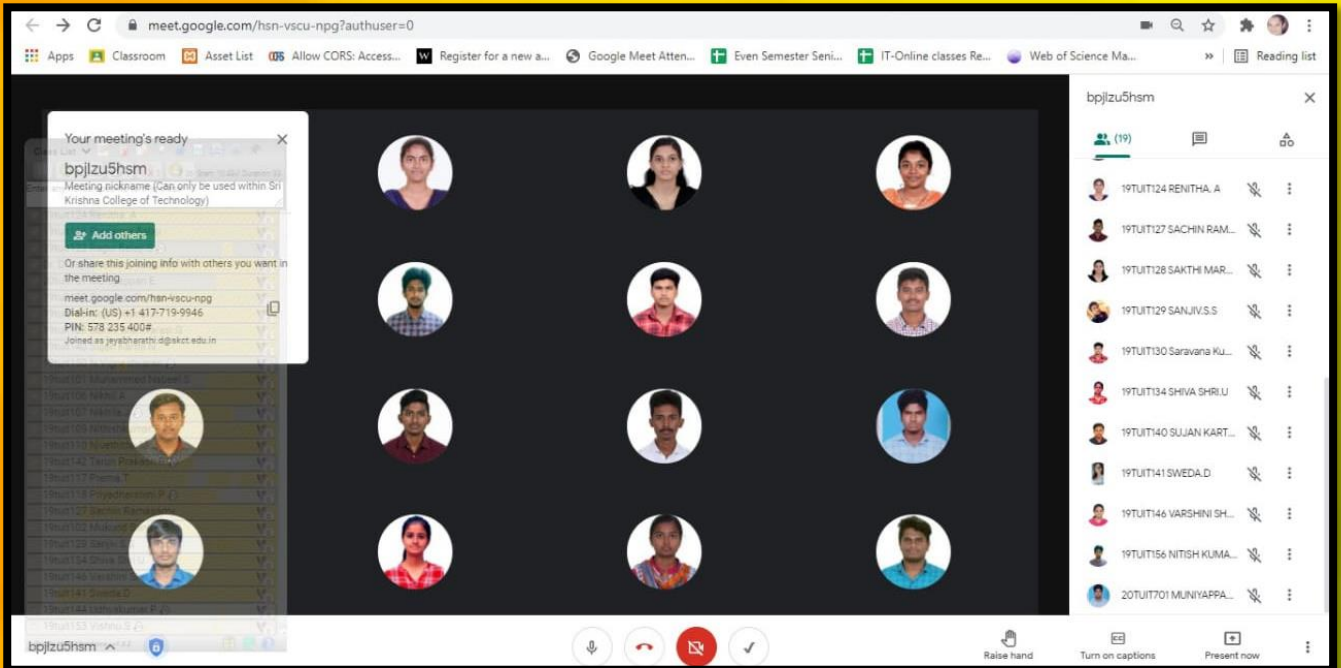 meet.google.com/hsn-vscu-npg?authuser=0
Apps Classroom Asset List Allow CORS: Access... Register for a new a... Google Meet Atten... Even Semester Seni... IT-Online classes Re... Web of Science Ma... » Reading list
Your meeting's ready
bpjlzu5hsm
Meeting nickname (Can only be used within Sri
Krishna College of Technology)
Add others
Or share this joining info with others you want in
the meeting
meet.google.com/hsn-vscu-npg
Dial-in: (US) +1 417-719-9946
PIN: 578 235 400#
Joined as jeyabharathi.d@skct.edu.in
19tuit117 Prema.T
19tuit141 Sweda.D
bpjlzu5hsm
(19)
19TUIT124 RENITHA. A
19TUIT127 SACHIN RAM...
19TUIT128 SAKTHI MAR...
19TUIT129 SANJIV.S.S
19TUIT130 Saravana Ku...
19TUIT134 SHIVA SHRI.U
19TUIT140 SUJAN KART...
19TUIT141 SWEDA.D
19TUIT146 VARSHINI SH...
19TUIT156 NITISH KUMA...
20TUIT701 MUNIYAPPA...
bpjlzu5hsm
Raise hand
CC
Turn on captions
Present now